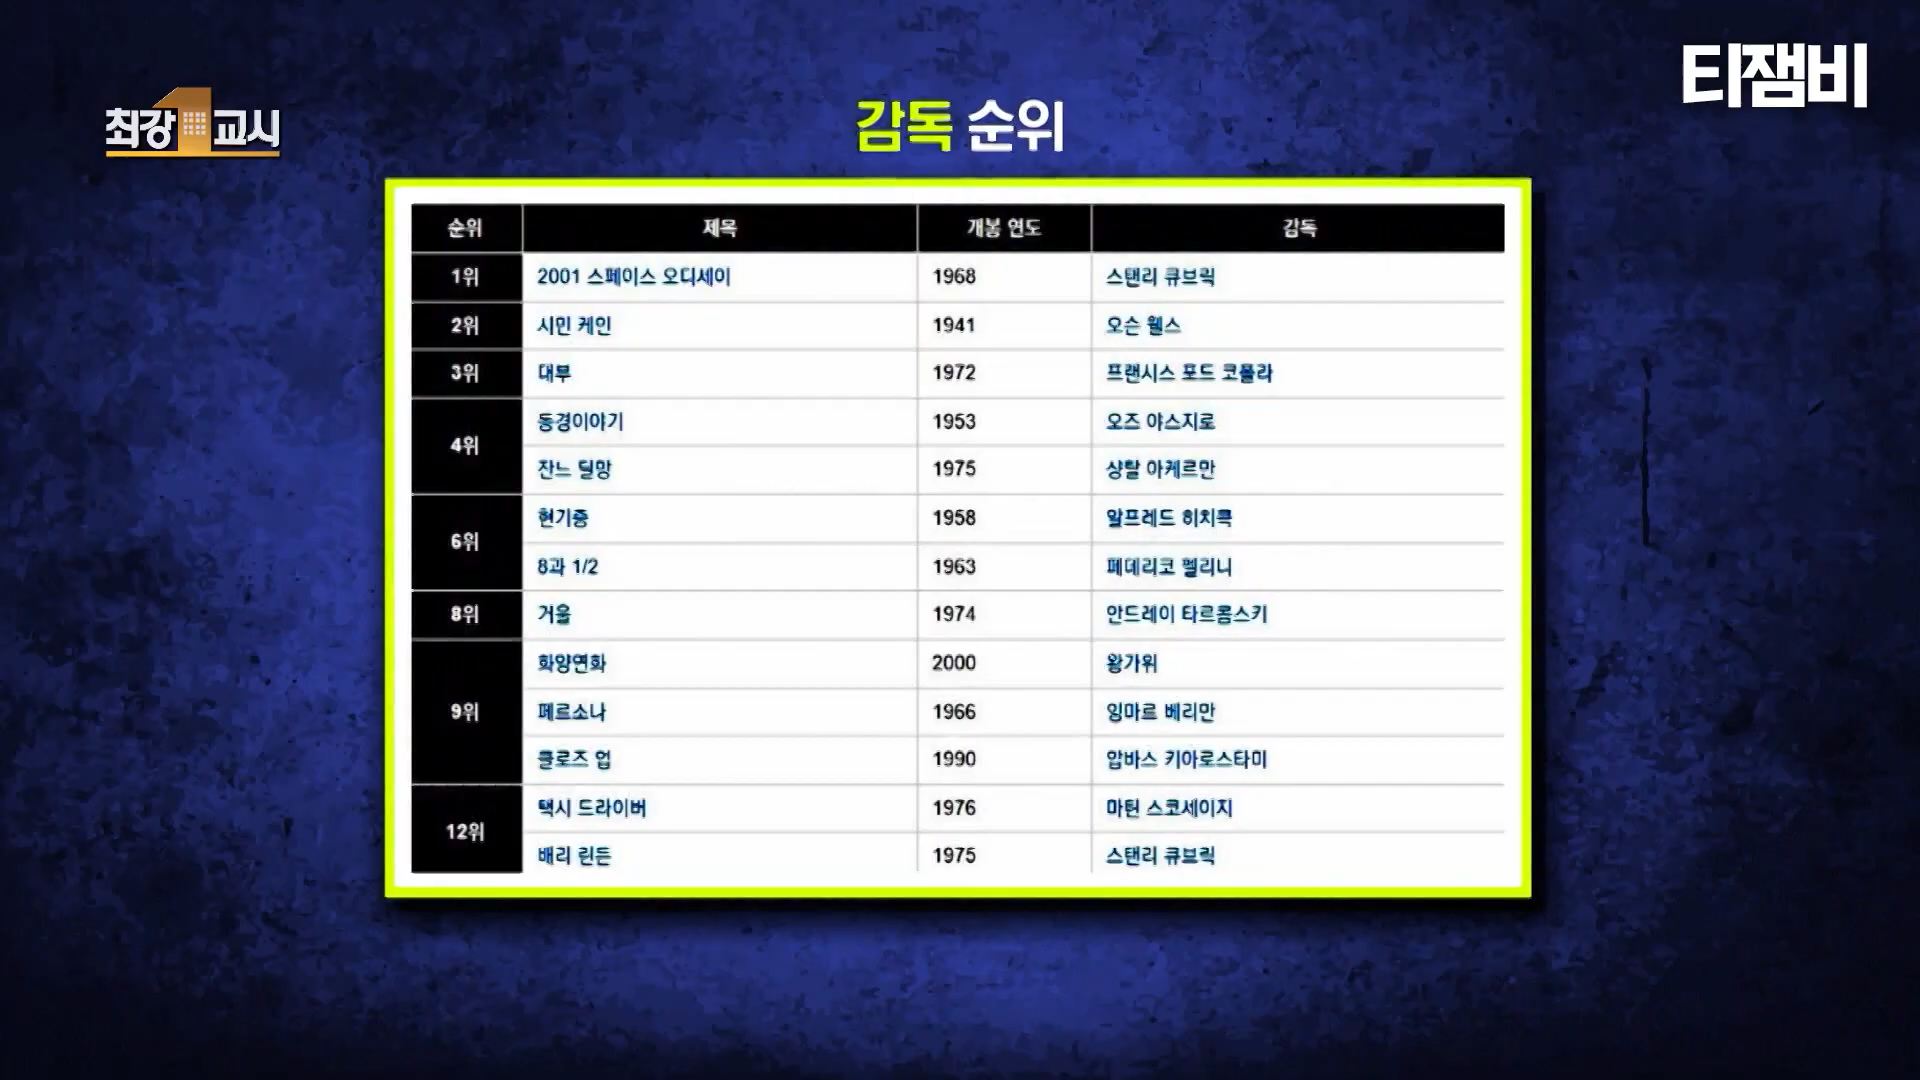 티잼비
최강1교시
감독 순위
순위 제목 개봉 연도 감독
1위 2001 스페이스 오디세이 1968 스탠리 큐브릭
2위 시민 케인 1941 오슨 웰스
3위 대부 1972 프랜시스 포드 코폴라
4위 동경이야기 1953 오즈 야스지로
잔느 딜망 1975 샹탈 아케르만
6위 현기증 1958 알프레드 히치콕
8과 1/2 1963 페데리코 펠리니
8위 거울 1974 안드레이 타르콥스키
9위 화양연화 2000 왕가위
페르소나 1966 잉마르 베리만
클로즈 업 1990 압바스 키아로스타미
12위 택시 드라이버 1976 마틴 스코세이지
배리 린든 1975 스탠리 큐브릭